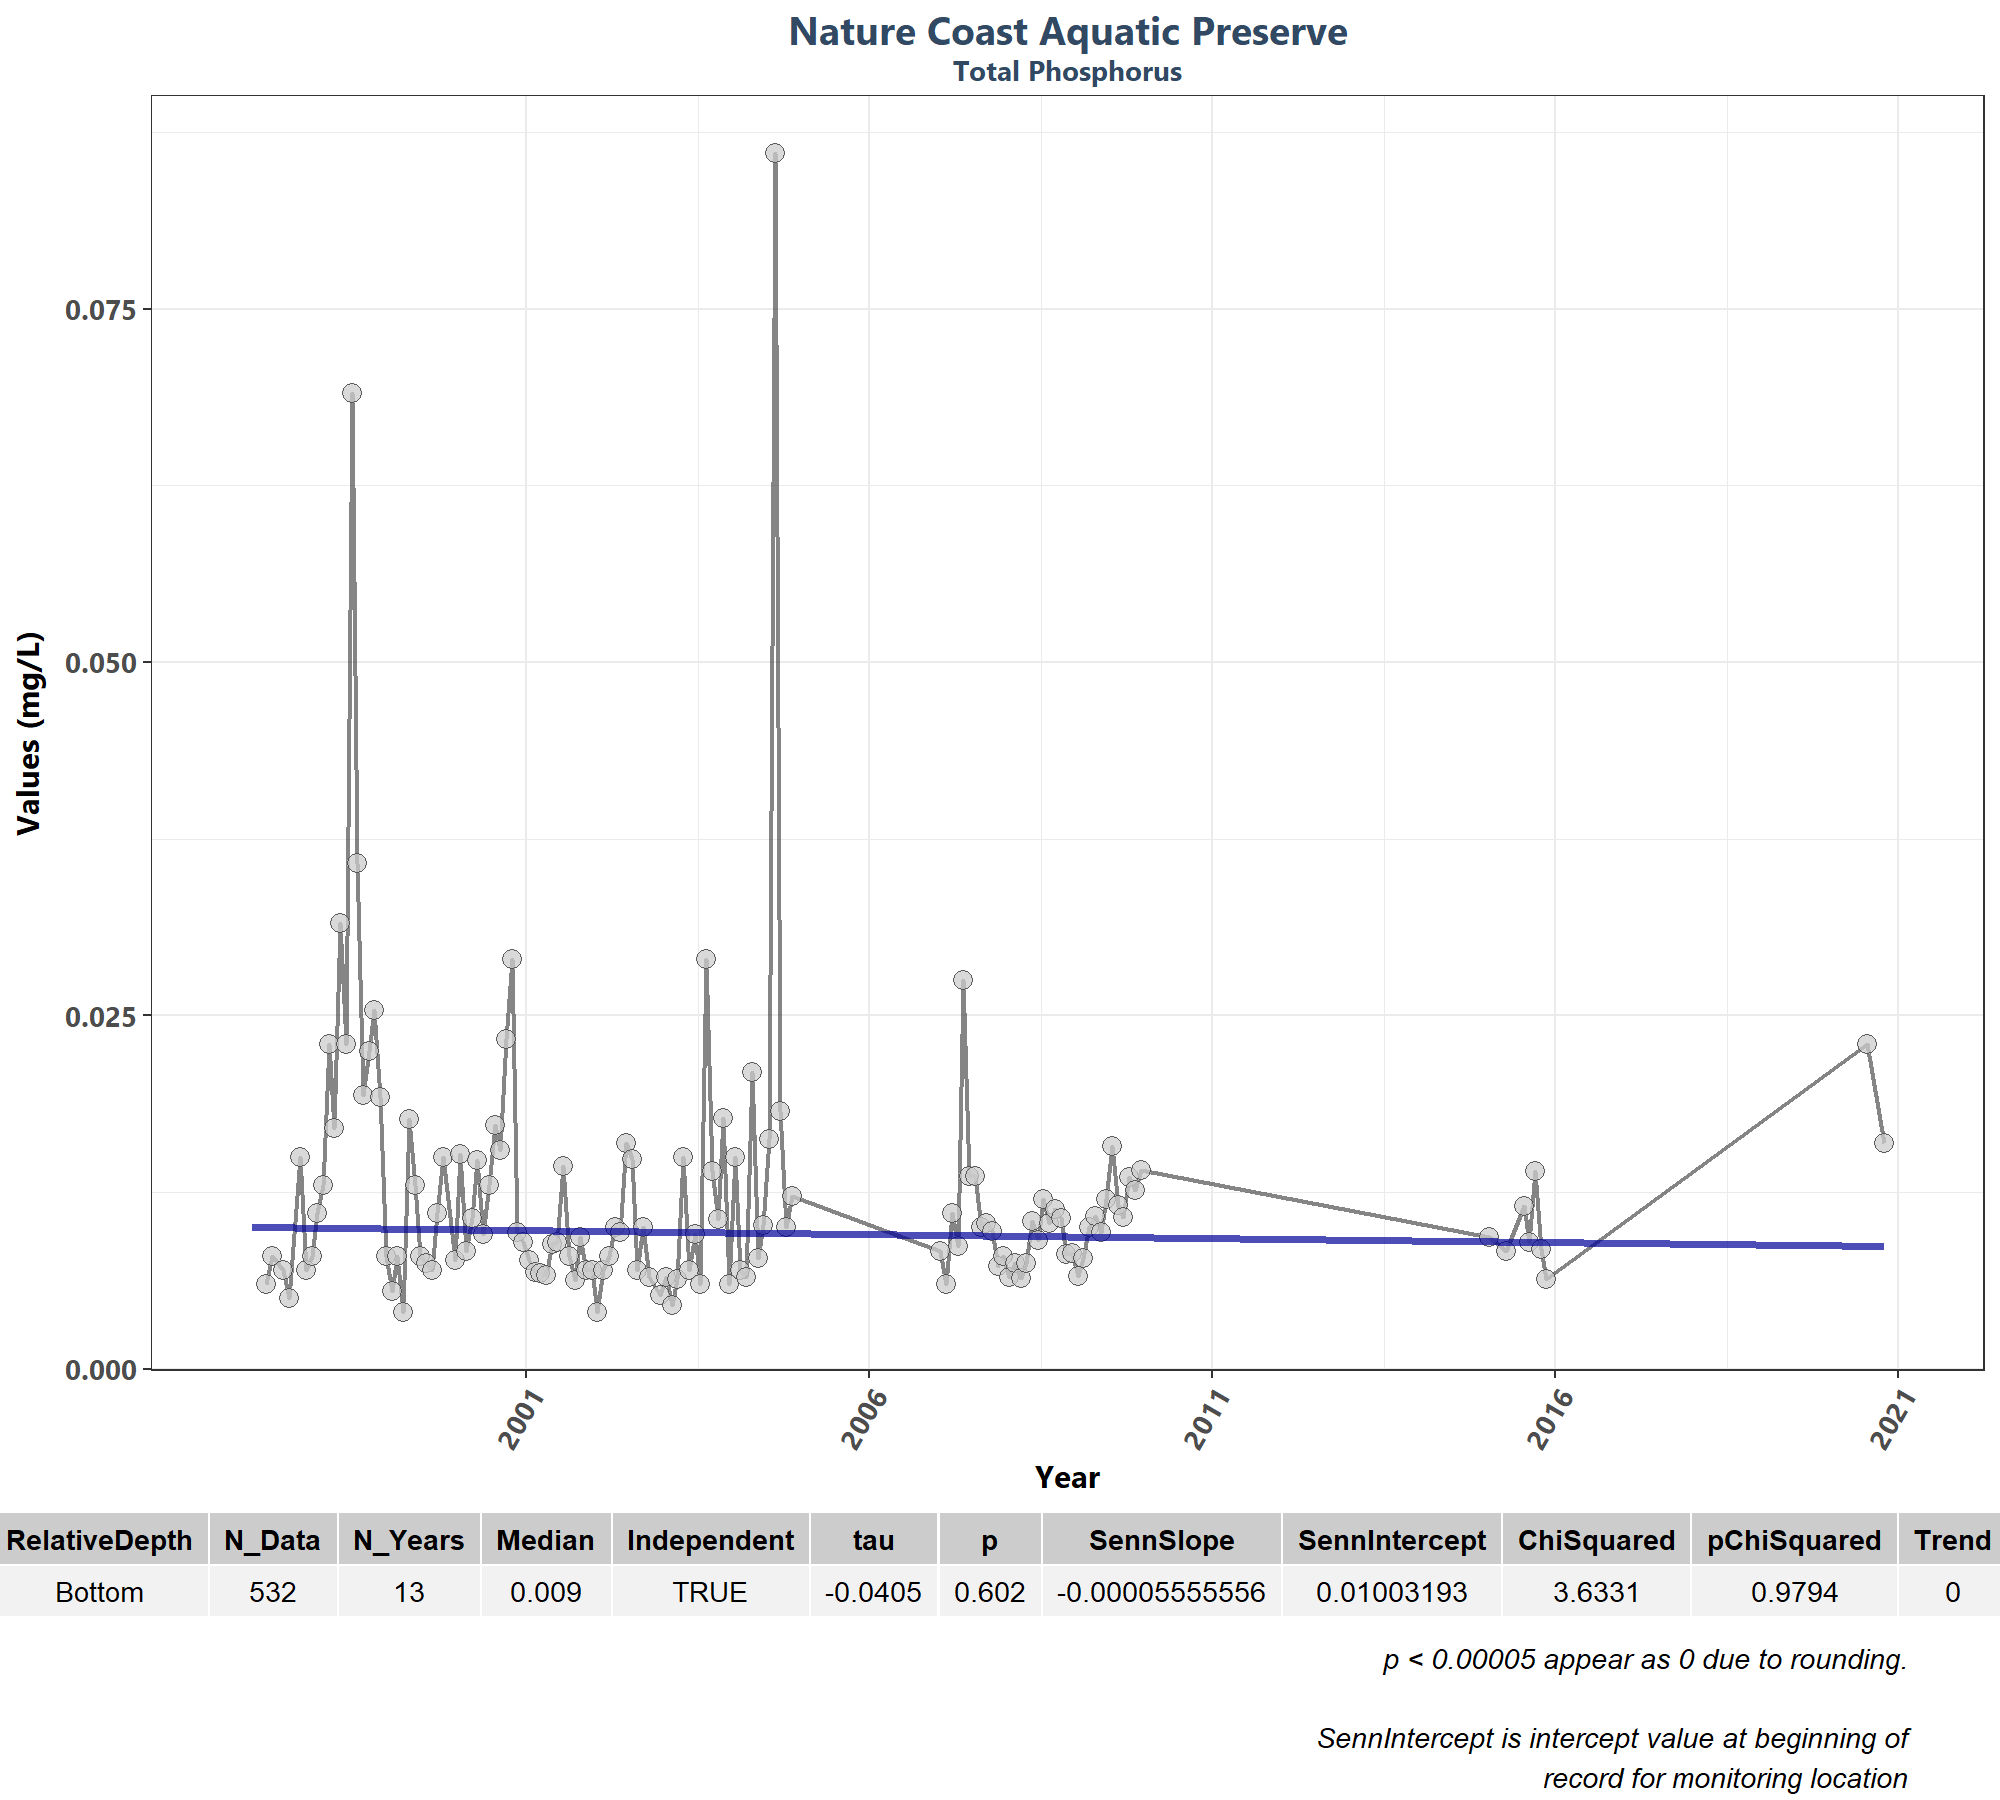 Nature Coast Aquatic Preserve
Total Phosphorus
Values (mg/L)
0.075
0.050
0.025
0.000
2001 2006 2011 2016 2021
Year
RelativeDepth N_Data N_Years Median Independent tau p SennSlope SennIntercept ChiSquared pChiSquared Trend
Bottom 532 13 0.009 TRUE -0.0405 0.602 -0.00005555556 0.01003193 3.6331 0.9794 0
p < 0.00005 appear as 0 due to rounding.
SennIntercept is intercept value at beginning of
record for monitoring location